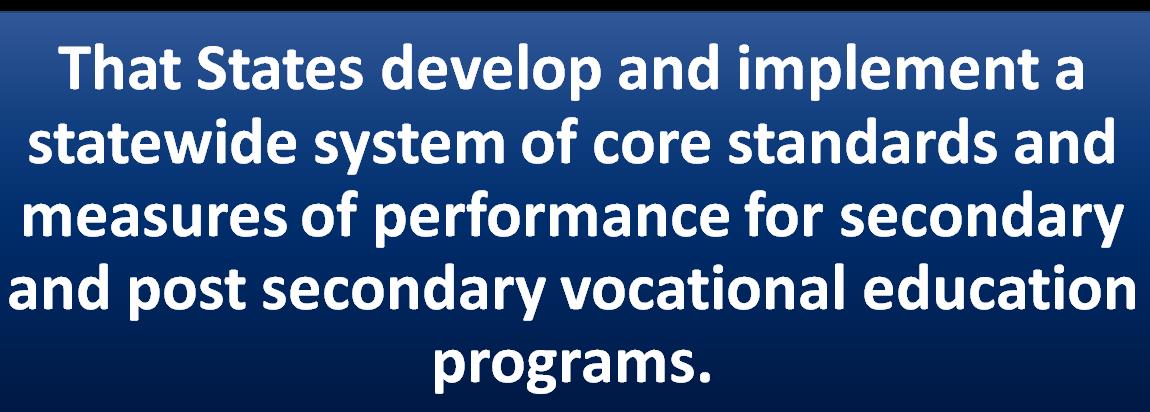 That States develop and implement a
statewide system of core standards and
measures of performance for secondary
and post secondary vocational education
programs.